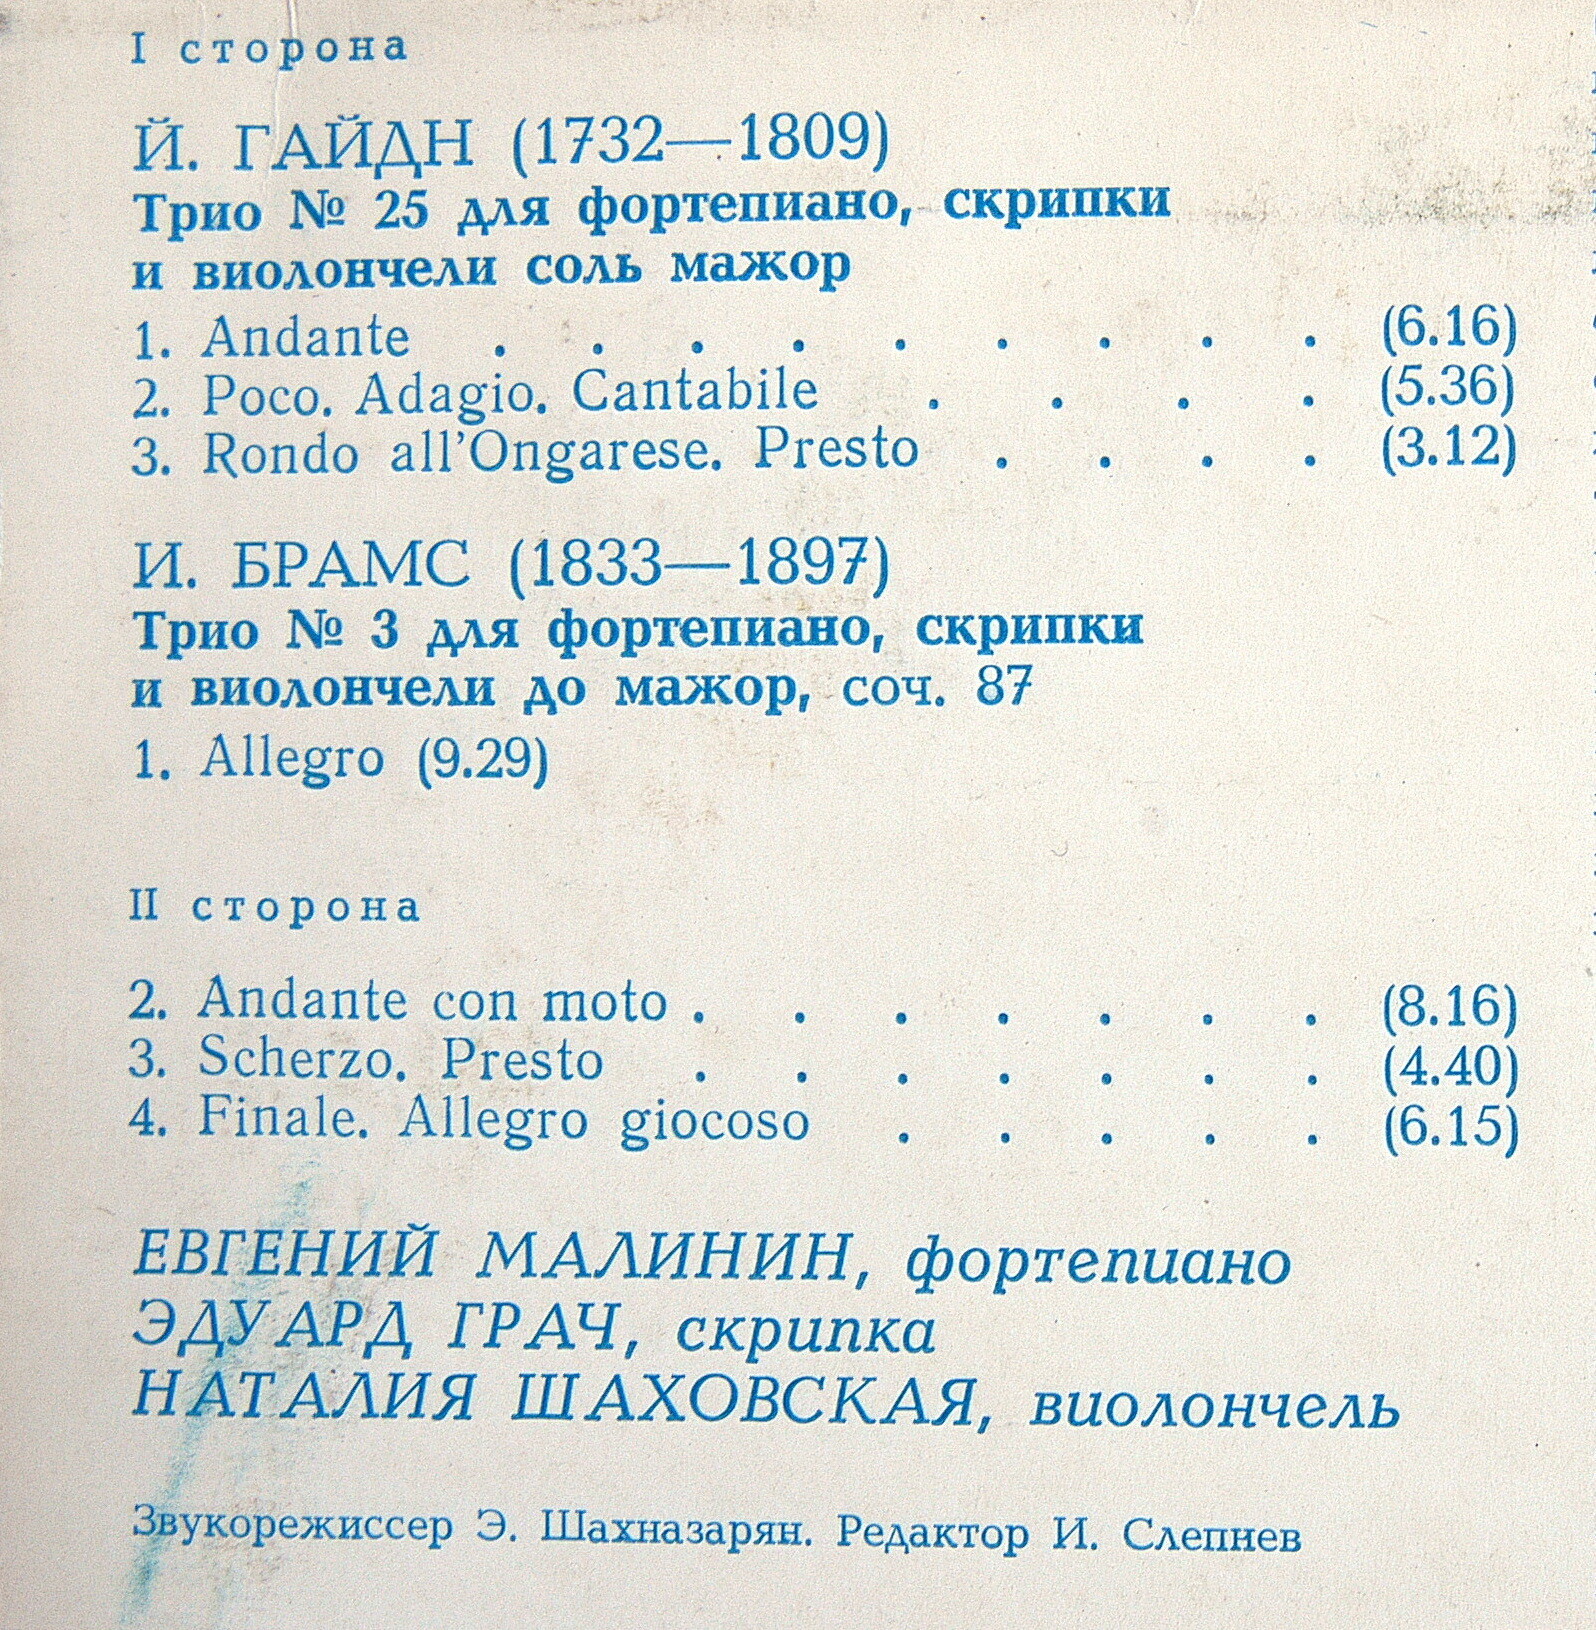 I сторона
Й. ГАЙДН (1732—1809)
Трио № 25 для фортепиано, скрипки
и виолончели соль мажор
1. Andante . . . . . . . . . (6.16)
2. Poco. Adagio. Cantabile . . . . (5.36)
3. Rondo all'Ongarese. Presto . . . . (3.12)
И. БРАМС (1833—1897)
Трио № 3 для фортепиано, скрипки
и виолончели до мажор, соч. 87
1. Allegro (9.29)
II сторона
2. Andante con moto . . . . . . . (8.16)
3. Scherzo. Presto . . . . . . . (4.40)
4. Finale. Allegro giocoso . . . . . (6.15)
ЕВГЕНИЙ МАЛИНИН, фортепиано
ЭДУАРД ГРАЧ, скрипка
НАТАЛИЯ ШАХОВСКАЯ, виолончель
Звукорежиссер Э. Шахназарян. Редактор И. Слепнев